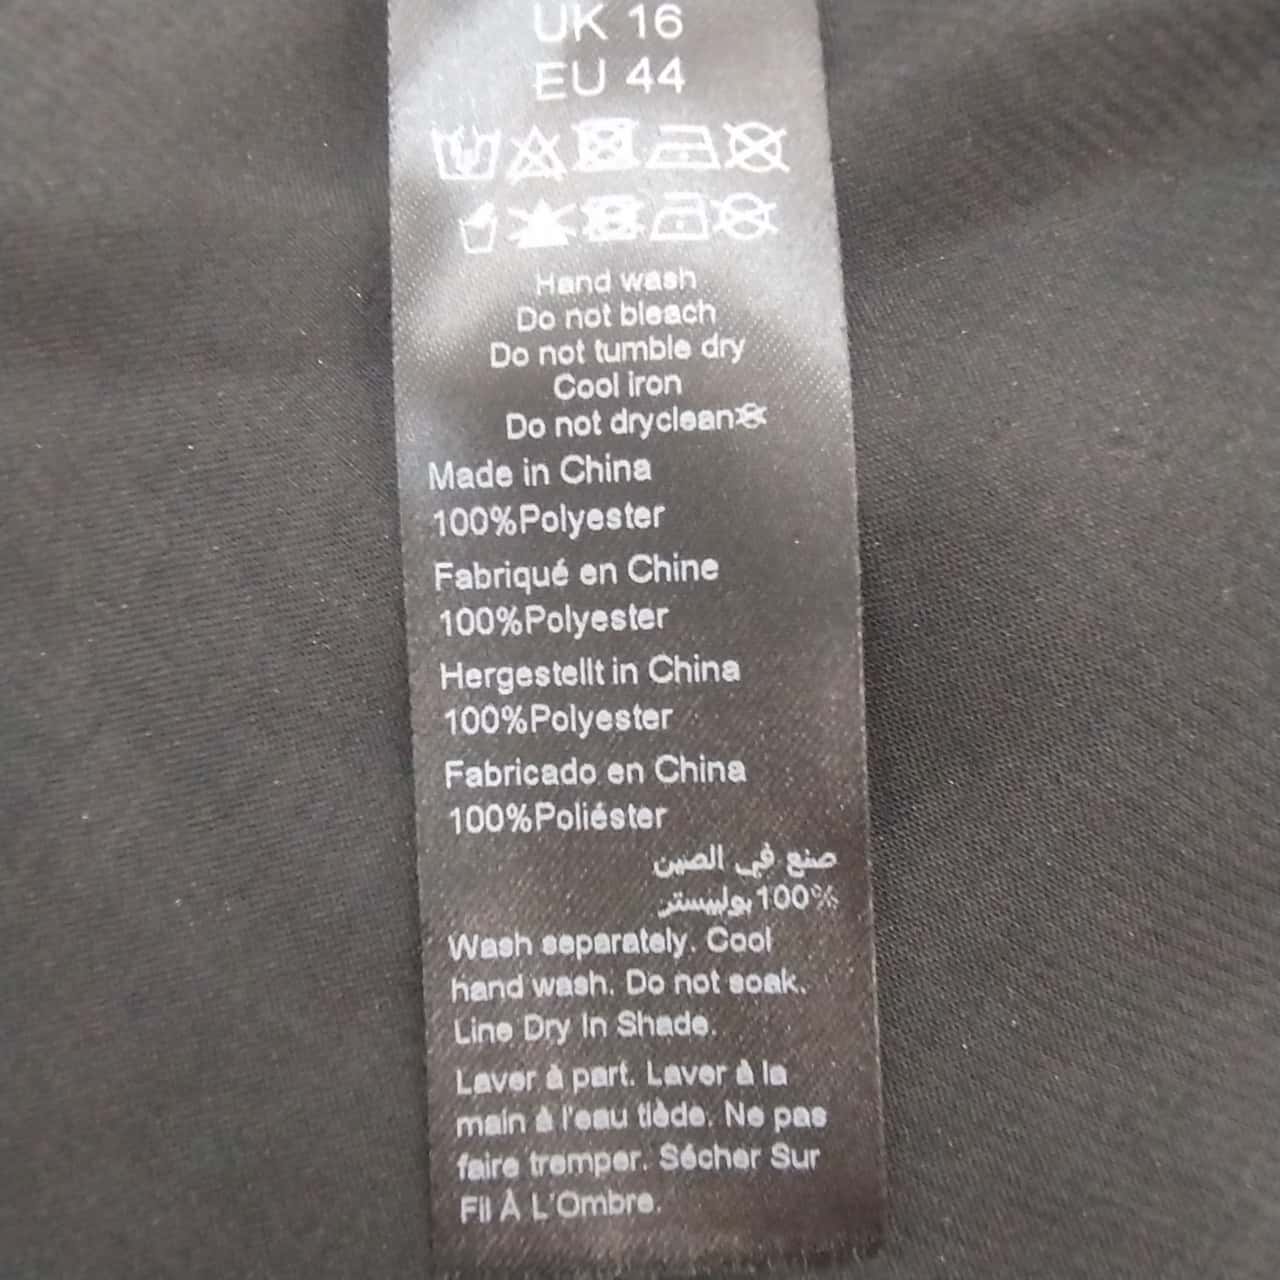 UK 16
EU 44
Hand wash
Do not bleach
Do not tumble dry
Cool iron
Do not dryclean
Made in China
100%Polyester
Fabriqué en Chine
100%Polyester
Hergestellt in China
100%Polyester
Fabricado en China
100%Poliéster
صنع في الصين
%100بوليستر
Wash separately. Cool
hand wash. Do not soak.
Line Dry In Shade.
Laver à part. Laver à la
main à l'eau tiède. Ne pas
faire tremper. Sécher Sur
Fil À L'Ombre.